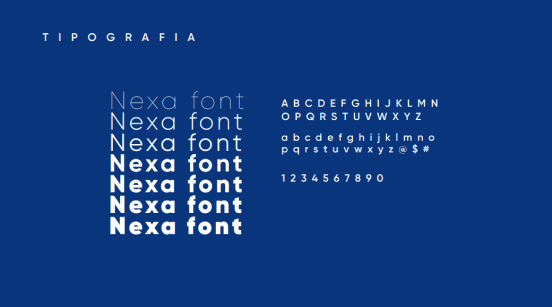 TIPOGRAFIA
Nexa font
Nexa font
Nexa font
Nexa font
Nexa font
Nexa font
Nexa font
ABCDEFGHIJKLMN
OPQRSTUVWXYZ
abcdefghijklmno
pqrstuvwxyz@$#
1234567890